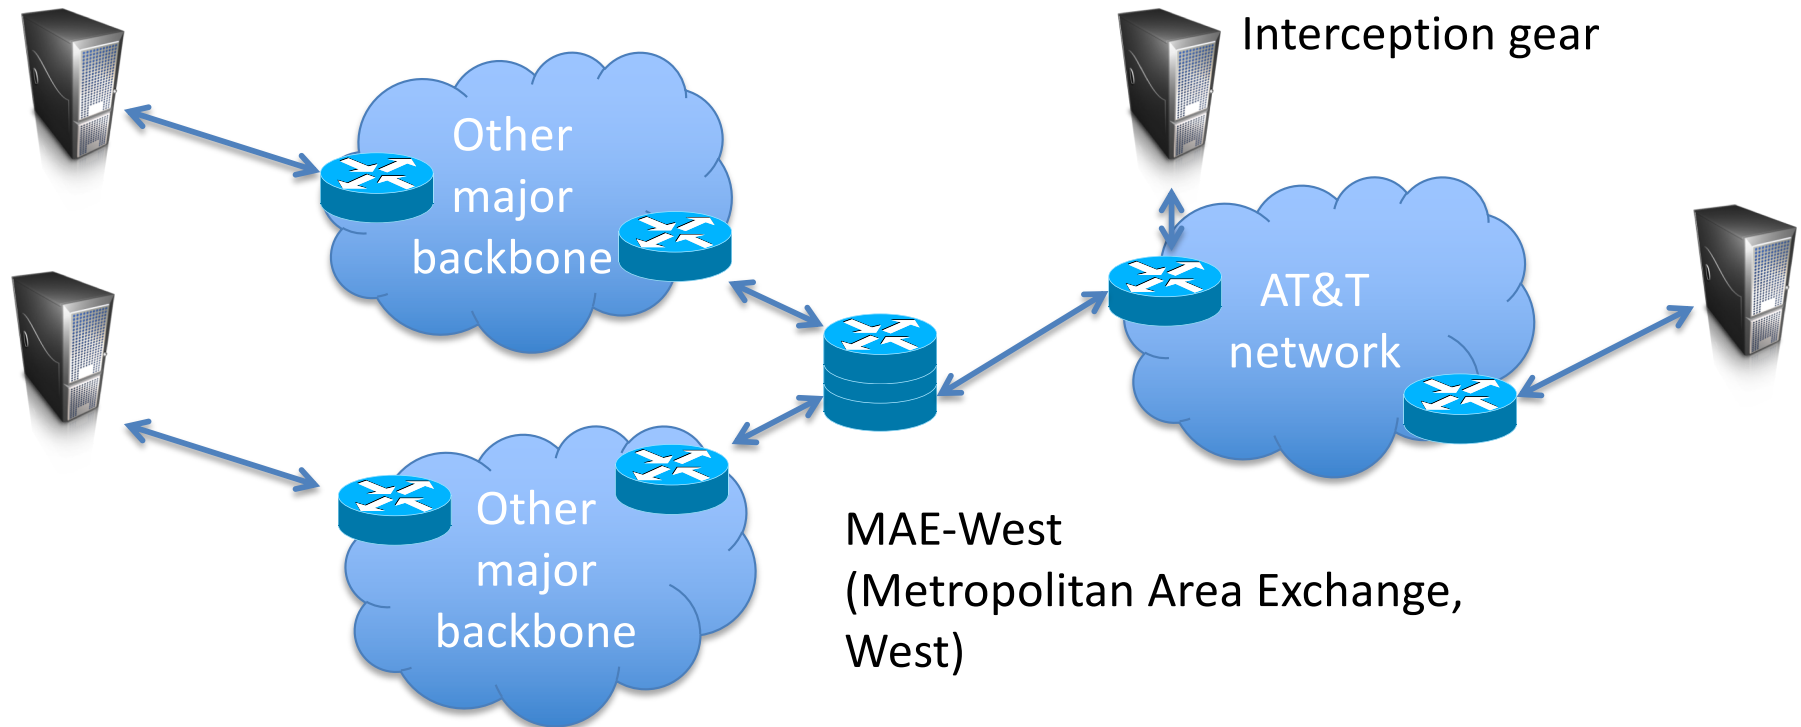 Interception gear
Other
major
backbone
AT&T
network
Other
major
backbone
MAE-West
(Metropolitan Area Exchange,
West)